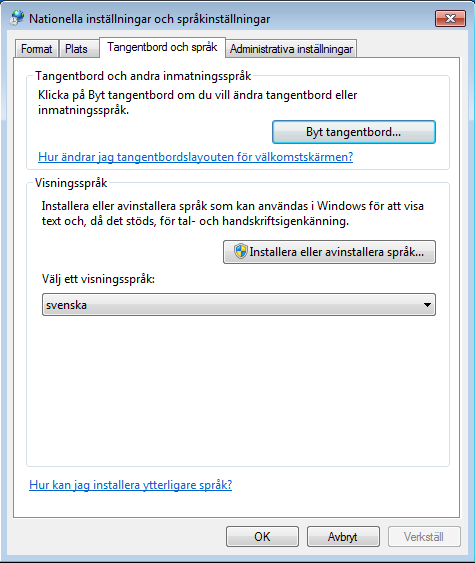 Nationella inställningar och språkinställningar
Format Plats Tangentbord och språk Administrativa inställningar
Tangentbord och andra inmatningsspråk
Klicka på Byt tangentbord om du vill ändra tangentbord eller
inmatningsspråk.
Byt tangentbord...
Hur ändrar jag tangentbordslayouten för välkomstskärmen?
Visningsspråk
Installera eller avinstallera språk som kan användas i Windows för att visa
text och, då det stöds, för tal- och handskriftsigenkänning.
Installera eller avinstallera språk...
Välj ett visningsspråk:
svenska
Hur kan jag installera ytterligare språk?
OK Avbryt Verkställ